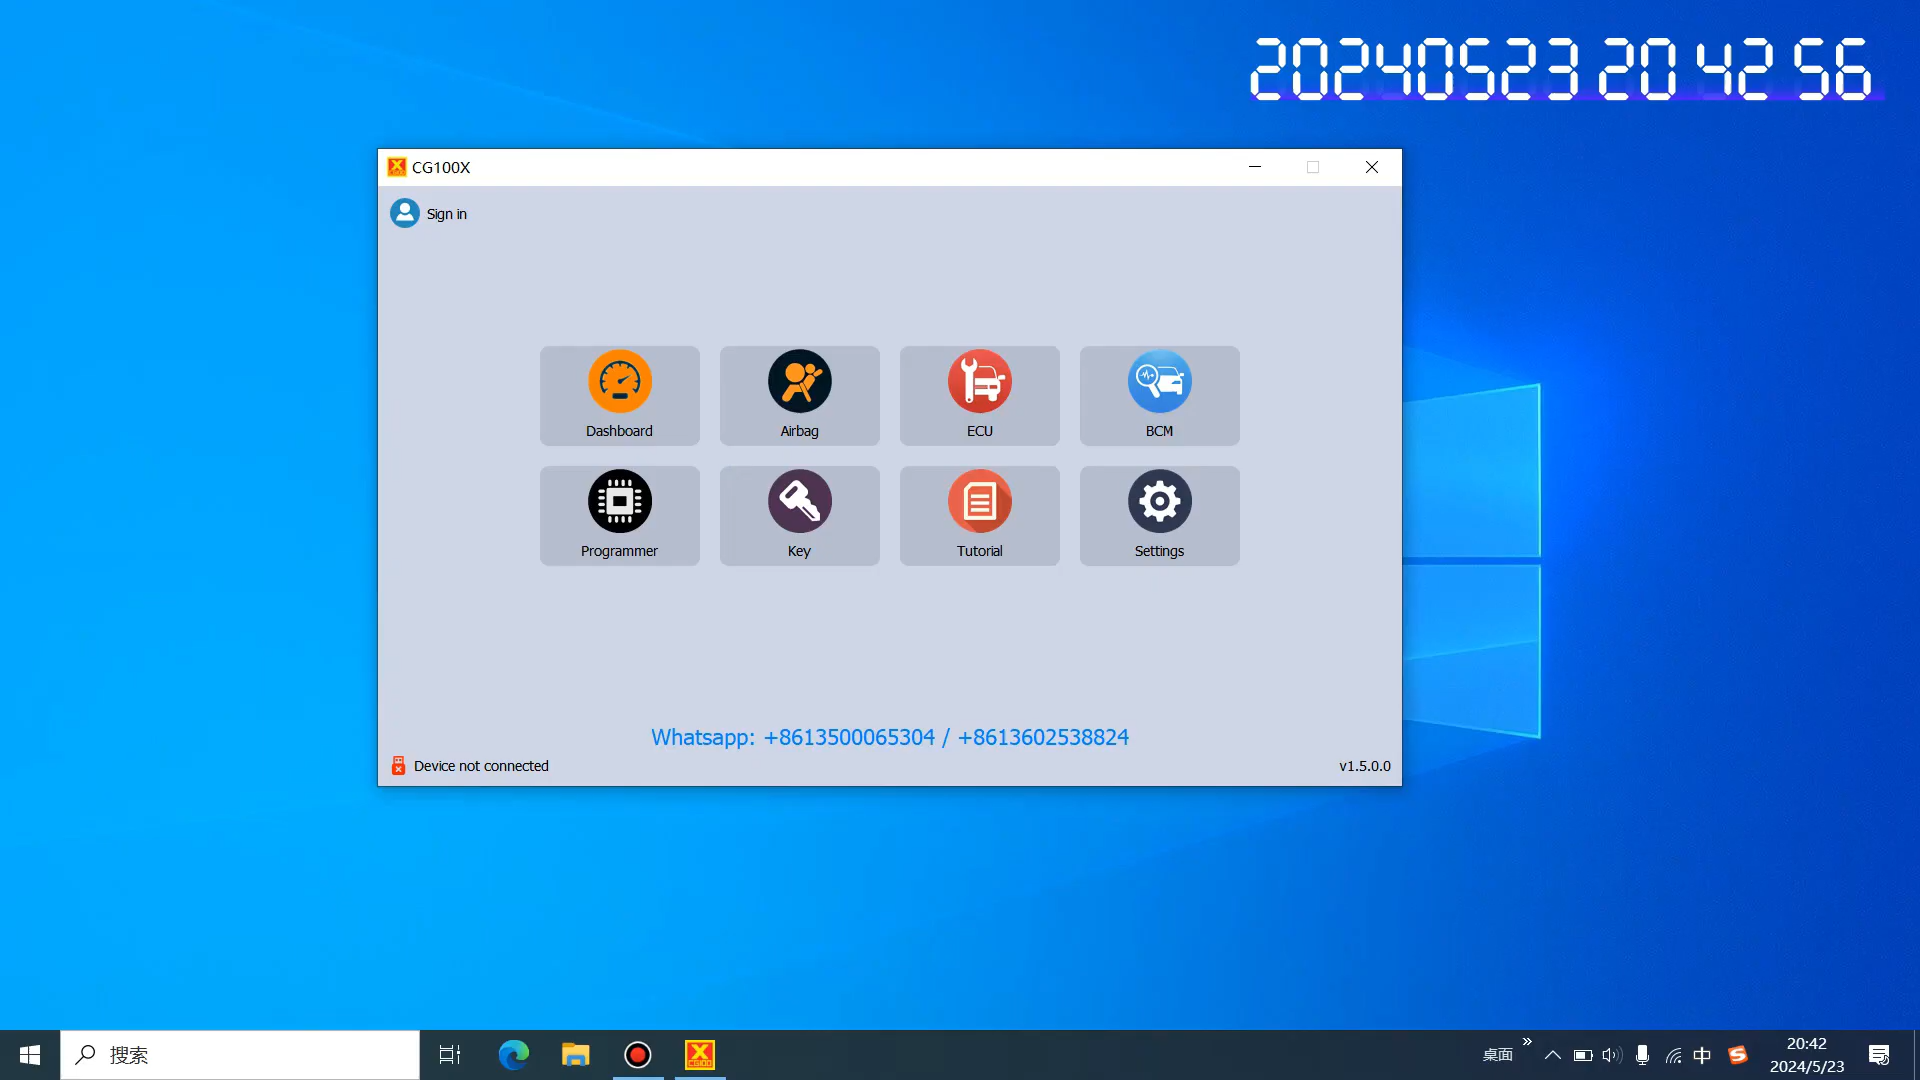 20240523 20 42 56
CG100X
Sign in
Dashboard
Airbag
ECU
BCM
Programmer
Key
Tutorial
Settings
Whatsapp: +8613500065304 / +8613602538824
Device not connected
v1.5.0.0
搜索
X
CG100
桌面
»
中
S
20:42
2024/5/23